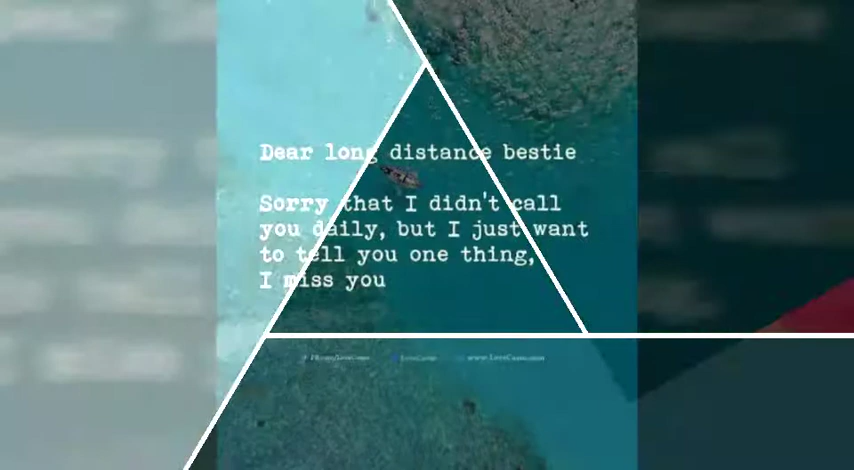 Dear long distance bestie
Sorry that I didn't call
you daily, but I just want
to tell you one thing,
I miss you